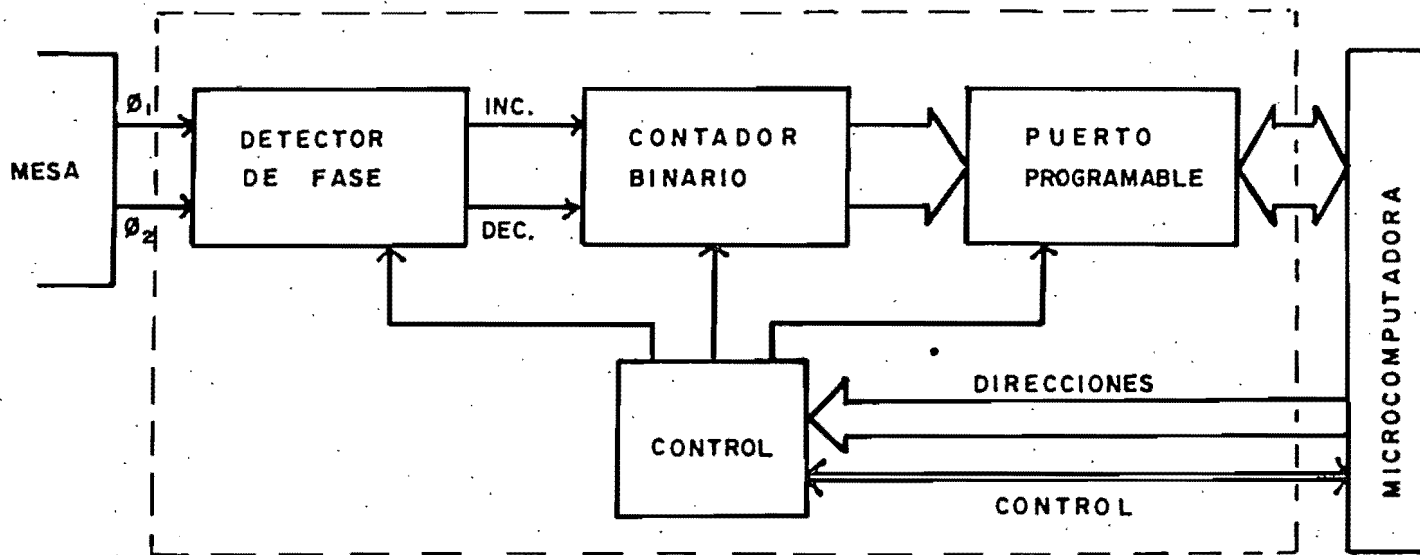 MESA
Ø1
Ø2
DETECTOR
DE FASE
INC.
DEC.
CONTADOR
BINARIO
PUERTO
PROGRAMABLE
MICROCOMPUTADORA
CONTROL
DIRECCIONES
CONTROL